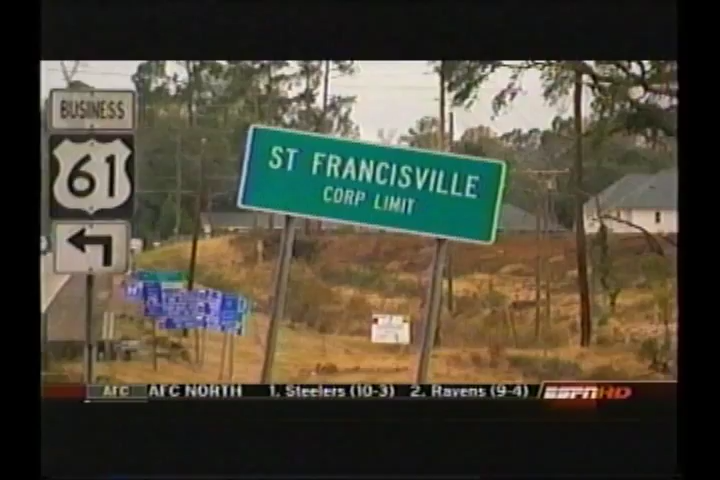 BUSINESS
61
ST FRANCISVILLE
CORP LIMIT
AFC AFC NORTH 1. Steelers (10-3) 2. Ravens (9-4) ESPN HD